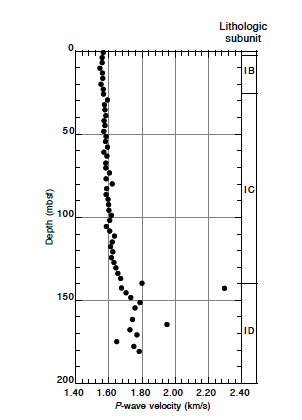 Lithologic
subunit
0
IB
50
IC
100
Depth (mbsf)
150
ID
200
1.40 1.60 1.80 2.00 2.20 2.40
P-wave velocity (km/s)